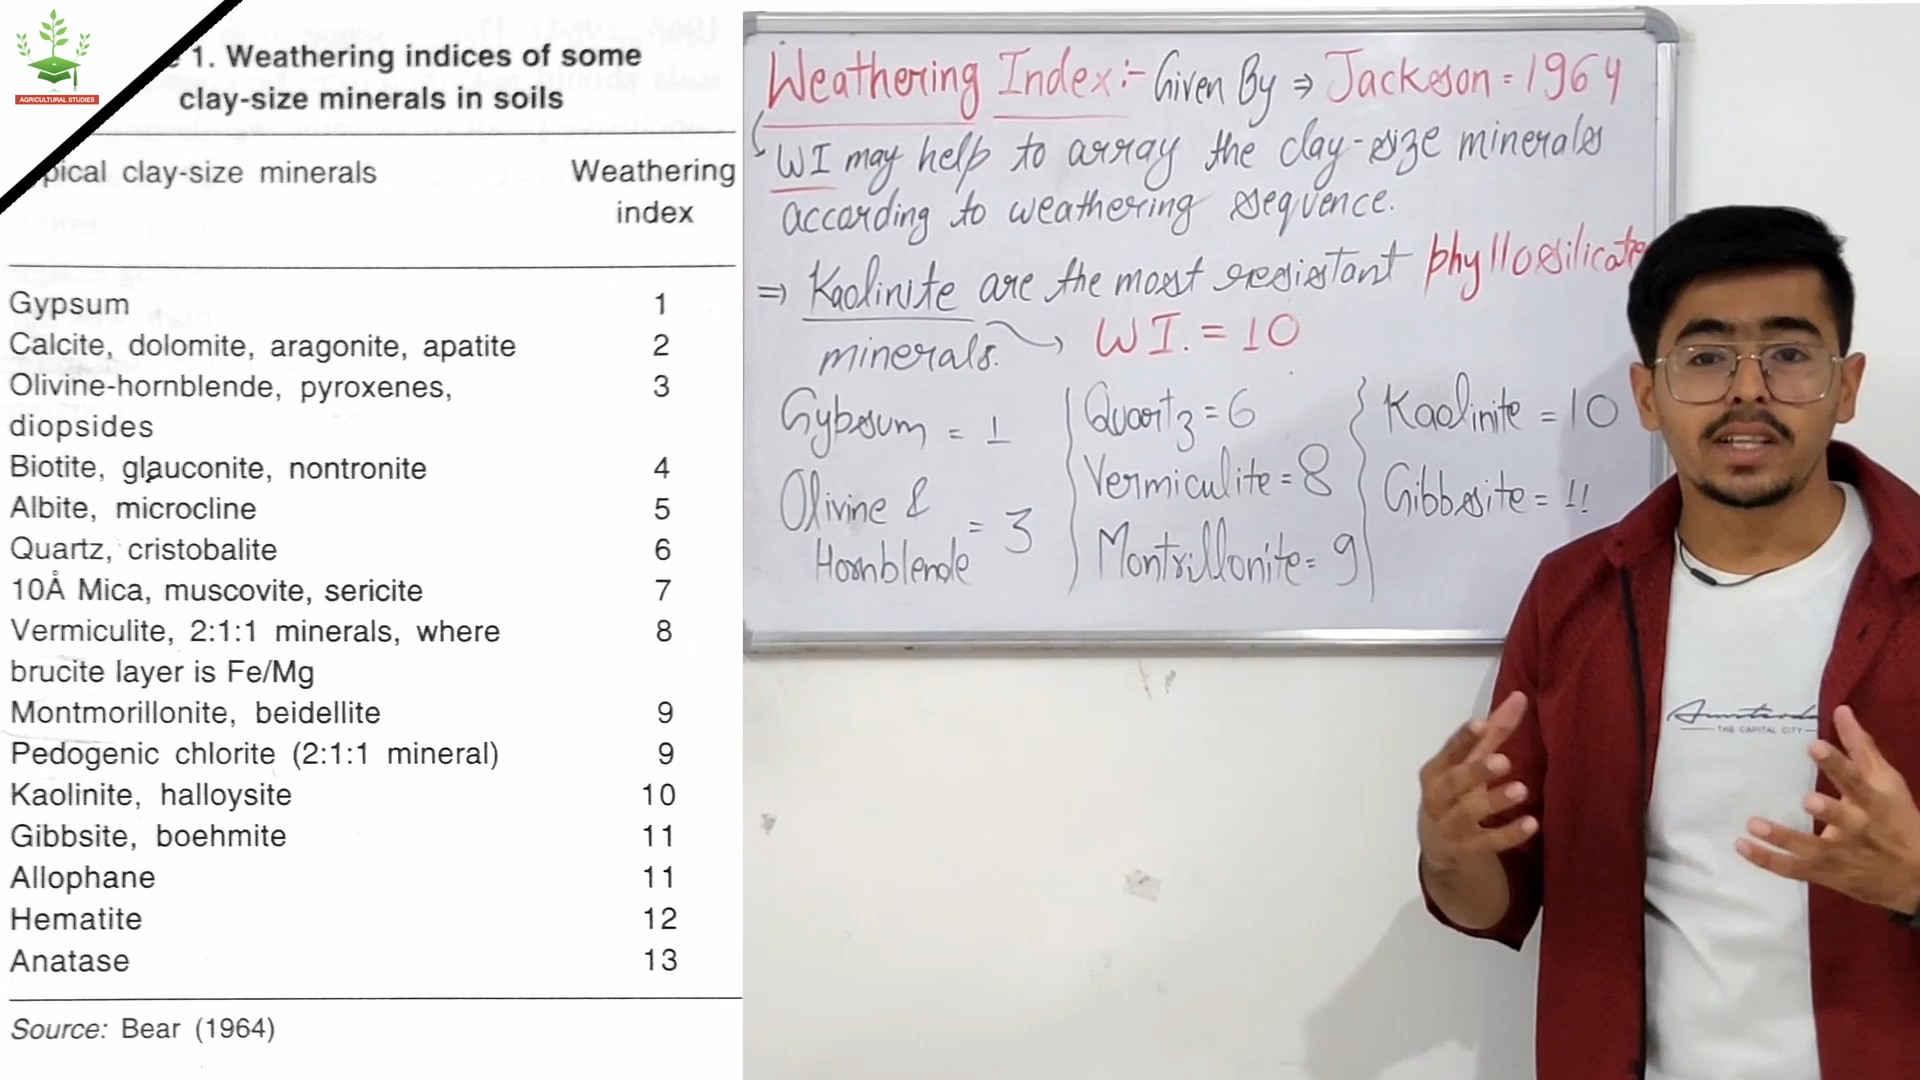 AGRICULTURAL STUDIES
1. Weathering indices of some
clay-size minerals in soils
pical clay-size minerals Weathering
index
Gypsum 1
Calcite, dolomite, aragonite, apatite 2
Olivine-hornblende, pyroxenes, 3
diopsides
Biotite, glauconite, nontronite 4
Albite, microcline 5
Quartz, cristobalite 6
10Å Mica, muscovite, sericite 7
Vermiculite, 2:1:1 minerals, where 8
brucite layer is Fe/Mg
Montmorillonite, beidellite 9
Pedogenic chlorite (2:1:1 mineral) 9
Kaolinite, halloysite 10
Gibbsite, boehmite 11
Allophane 11
Hematite 12
Anatase 13
Source: Bear (1964)
Weathering Index:- Given By ⇒ Jackson = 1964
WI may help to array the clay-size minerals
according to weathering sequence.
⇒ Kaolinite are the most resistant phyllosilicate
minerals. → W I. = 10
Gypsum = 1
Olivine &
Hornblende = 3
Quartz = 6
Vermiculite = 8
Montrillonite = 9
Kaolinite = 10
Gibbsite = 11
THE CAPITAL CITY